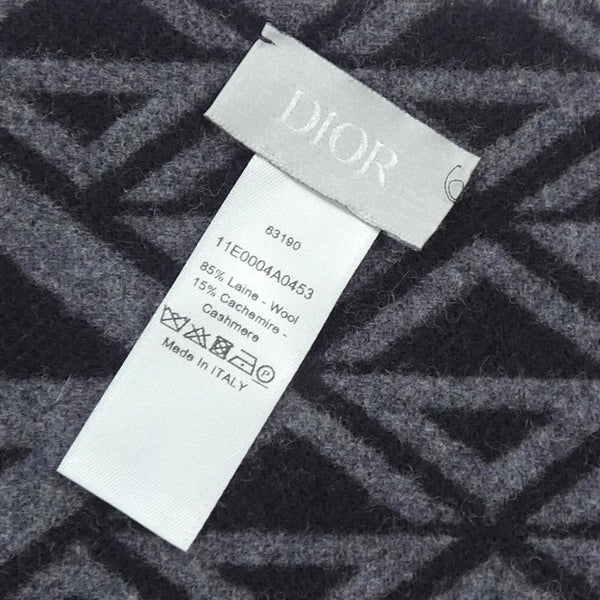 DIOR
63190
11E0004A0453
85% Laine - Wool
15% Cachemire -
Cashmere
P
Made In ITALY